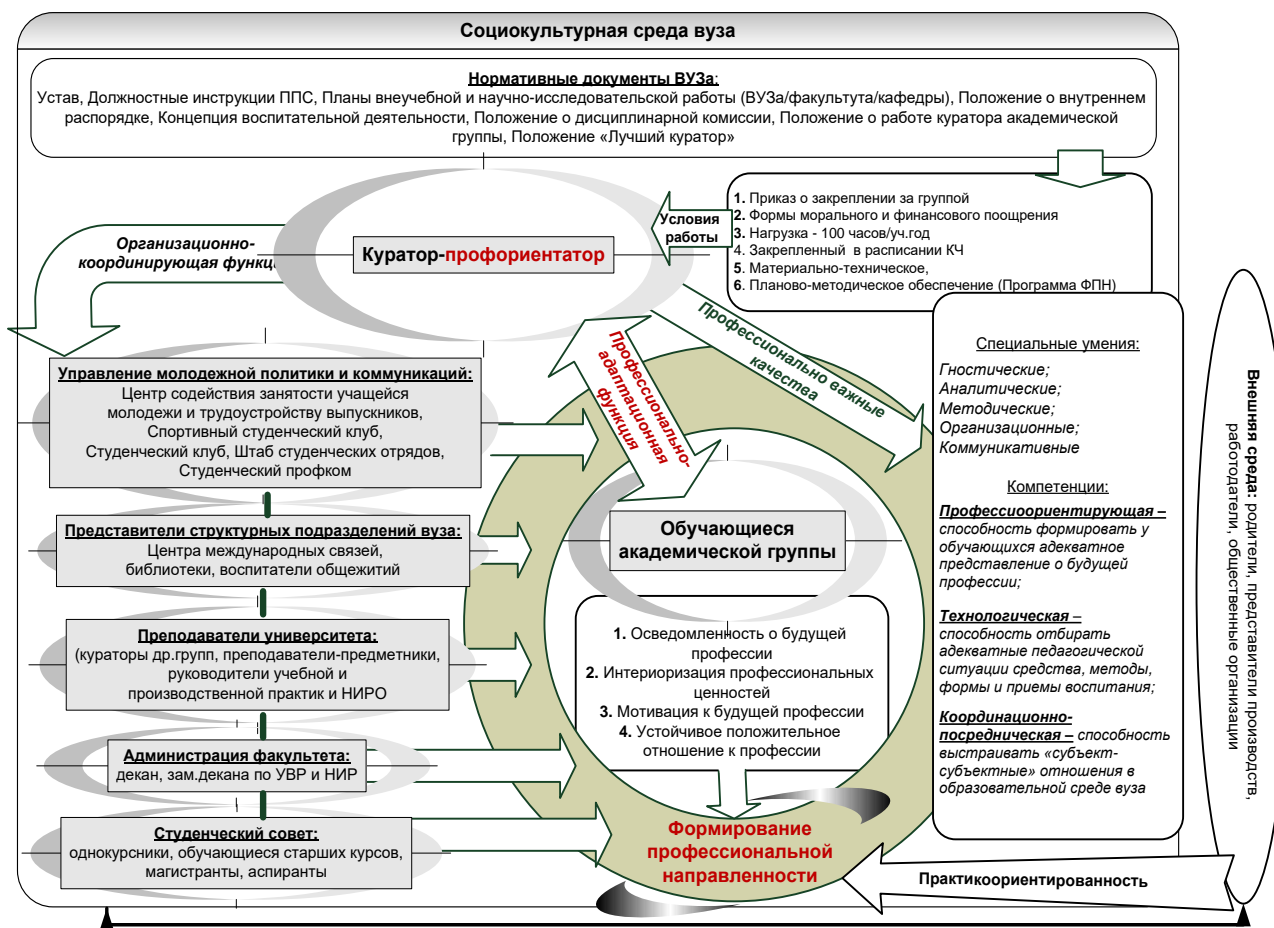 Социокультурная среда вуза
Нормативные документы ВУЗа:
Устав, Должностные инструкции ППС, Планы внеучебной и научно-исследовательской работы (ВУЗа/факультута/кафедры), Положение о внутреннем
распорядке, Концепция воспитательной деятельности, Положение о дисциплинарной комиссии, Положение о работе куратора академической
группы, Положение «Лучший куратор»
1. Приказ о закреплении за группой
2. Формы морального и финансового поощрения
3. Нагрузка - 100 часов/уч.год
4. Закрепленный в расписании КЧ
5. Материально-техническое,
6. Планово-методическое обеспечение (Программа ФПН)
Условия
работы
Куратор-профориентатор
Организационно-
координирующая функц
Профессионально-
адаптационная
функция
Профессионально важные
качества
Управление молодежной политики и коммуникаций:
Центр содействия занятости учащейся
молодежи и трудоустройству выпускников,
Спортивный студенческий клуб,
Студенческий клуб, Штаб студенческих отрядов,
Студенческий профком
Представители структурных подразделений вуза:
Центра международных связей,
библиотеки, воспитатели общежитий
Преподаватели университета:
(кураторы др.групп, преподаватели-предметники,
руководители учебной и
производственной практик и НИРО
Администрация факультета:
декан, зам.декана по УВР и НИР
Студенческий совет:
однокурсники, обучающиеся старших курсов,
магистранты, аспиранты
Обучающиеся
академической группы
1. Осведомленность о будущей
профессии
2. Интериоризация профессиональных
ценностей
3. Мотивация к будущей профессии
4. Устойчивое положительное
отношение к профессии
Формирование
профессиональной
направленности
Специальные умения:
Гностические;
Аналитические;
Методические;
Организационные;
Коммуникативные
Компетенции:
Профессиоориентирующая –
способность формировать у
обучающихся адекватное
представление о будущей
профессии;
Технологическая –
способность отбирать
адекватные педагогической
ситуации средства, методы,
формы и приемы воспитания;
Координационно-
посредническая – способность
выстраивать «субъект-
субъектные» отношения в
образовательной среде вуза
Практикоориентированность
Внешняя среда: родители, представители производств,
работодатели, общественные организации